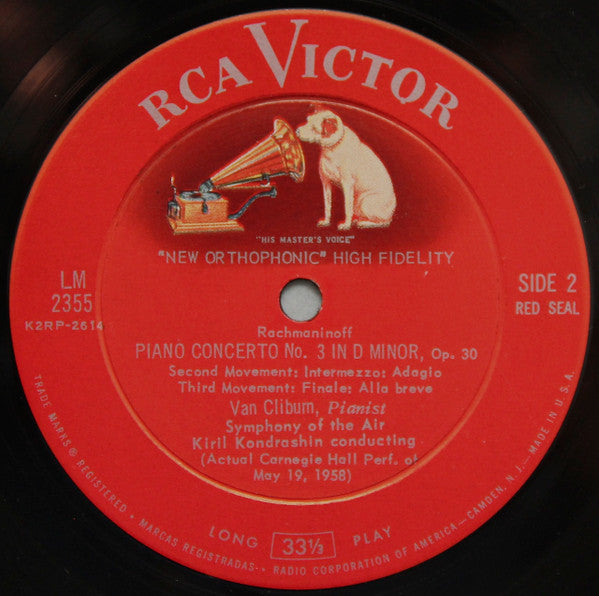 RCA VICTOR
"HIS MASTER'S VOICE"
"NEW ORTHOPHONIC" HIGH FIDELITY
LM
2355
K2RP-2614
SIDE 2
RED SEAL
Rachmaninoff
PIANO CONCERTO No. 3 IN D MINOR, Op. 30
Second Movement: Intermezzo: Adagio
Third Movement: Finale: Alla breve
Van Cliburn, Pianist
Symphony of the Air
Kiril Kondrashin conducting
(Actual Carnegie Hall Perf. of
May 19, 1958)
LONG 33⅓ PLAY
TRADE MARKS ® REGISTERED • MARCAS REGISTRADAS • RADIO CORPORATION OF AMERICA—CAMDEN, N. J. MADE IN U.S.A.